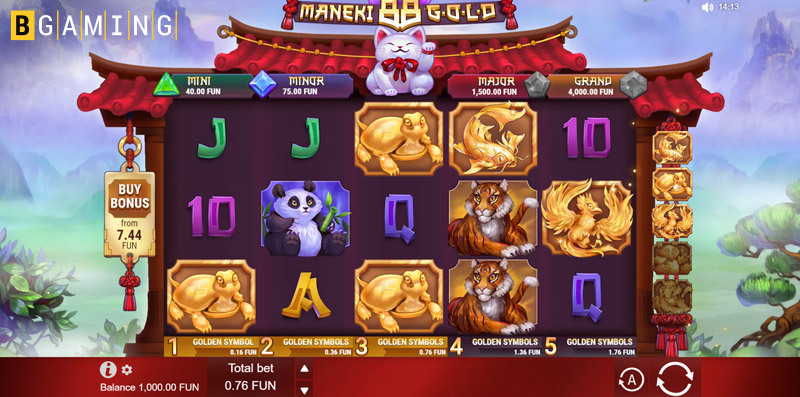 BGAMING
MANEKI 88 GOLD
14:13
MINI
40.00 FUN
MINOR
75.00 FUN
MAJOR
1,500.00 FUN
GRAND
4,000.00 FUN
J
J
10
BUY
BONUS
from
7.44
FUN
10
Q
A
Q
1 GOLDEN SYMBOL
0.16 FUN
2 GOLDEN SYMBOLS
0.36 FUN
3 GOLDEN SYMBOLS
0.76 FUN
4 GOLDEN SYMBOLS
1.36 FUN
5 GOLDEN SYMBOLS
1.76 FUN
Balance 1,000.00 FUN
Total bet
0.76 FUN
A